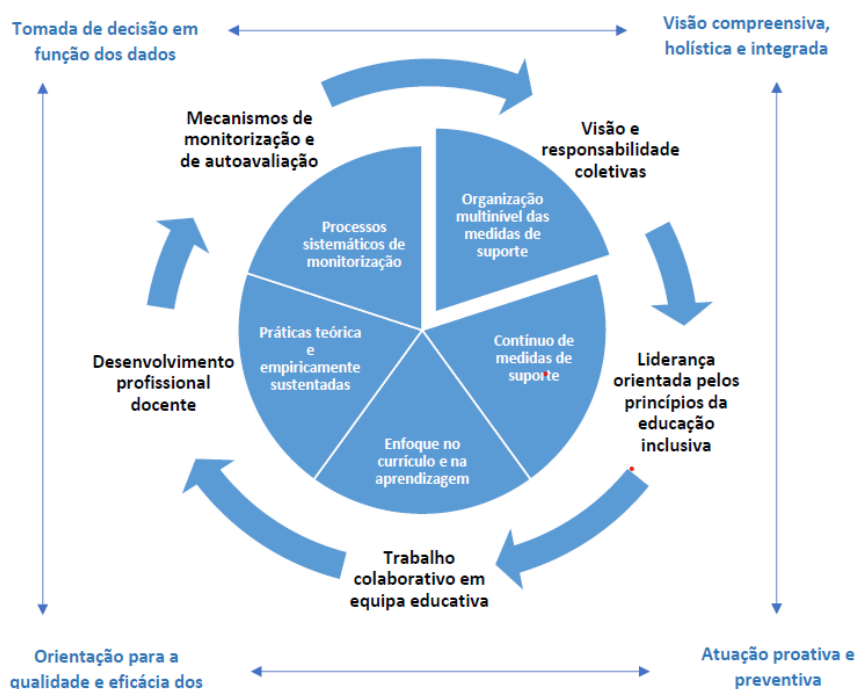 Tomada de decisão em
função dos dados
Visão compreensiva,
holística e integrada
Mecanismos de
monitorização e
de autoavaliação
Visão e
responsabilidade
coletivas
Organização
multinível das
medidas de
suporte
Processos
sistemáticos de
monitorização
Práticas teórica
e
empiricamente
sustentadas
Contínuo de
medidas de
suporte
Desenvolvimento
profissional
docente
Liderança
orientada pelos
princípios da
educação
inclusiva
Enfoque no
currículo e na
aprendizagem
Trabalho
colaborativo em
equipa educativa
Orientação para a
qualidade e eficácia dos
Atuação proativa e
preventiva